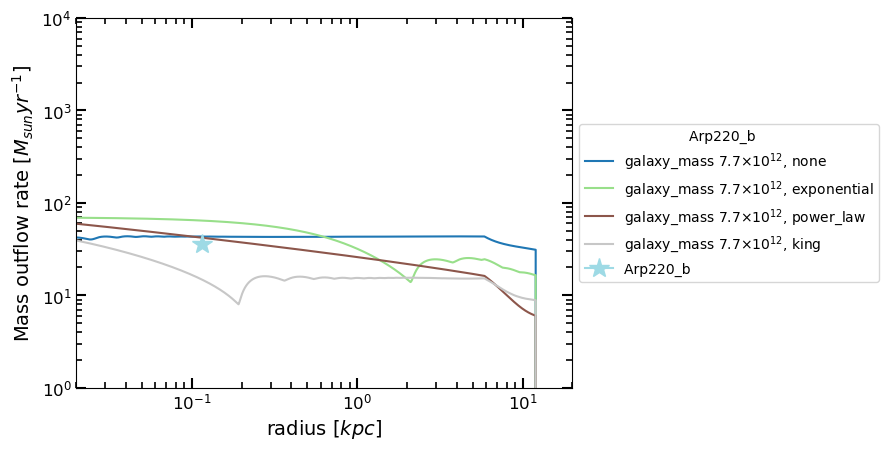 10⁴
10³
10² 
10¹
10⁰
Mass outflow rate [M_{sun}yr^{-1}]
10⁻¹ 10⁰ 10¹
radius [kpc]
Arp220_b
galaxy_mass 7.7×10¹², none
galaxy_mass 7.7×10¹², exponential
galaxy_mass 7.7×10¹², power_law
galaxy_mass 7.7×10¹², king
Arp220_b